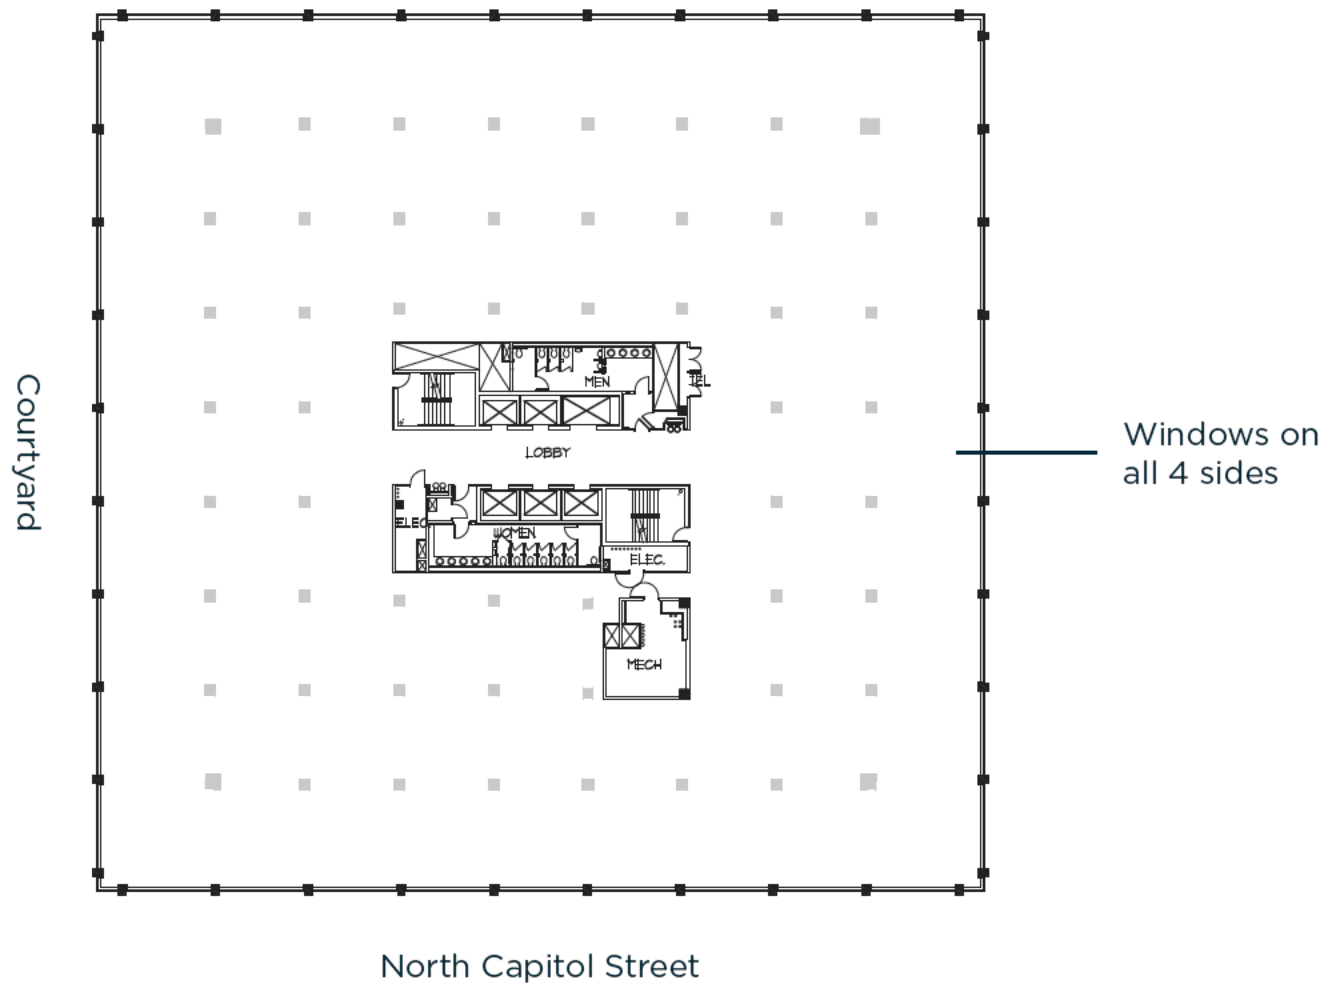 MEN
TEL
LOBBY
Courtyard
Windows on
all 4 sides
ELEC
WOMEN
ELEC.
MECH
North Capitol Street